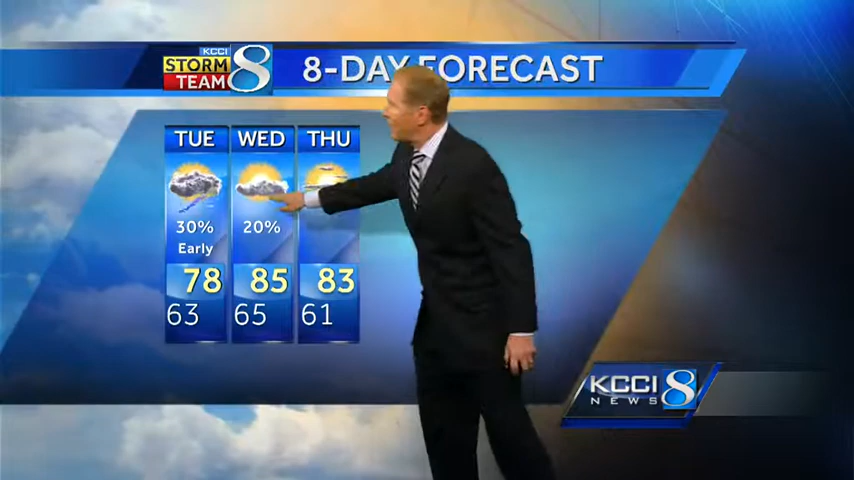 KCCI
STORM
TEAM 8
8-DAY FORECAST
TUE WED THU
30% 20%
Early
78 85 83
63 65 61
KCCI 8
NEWS